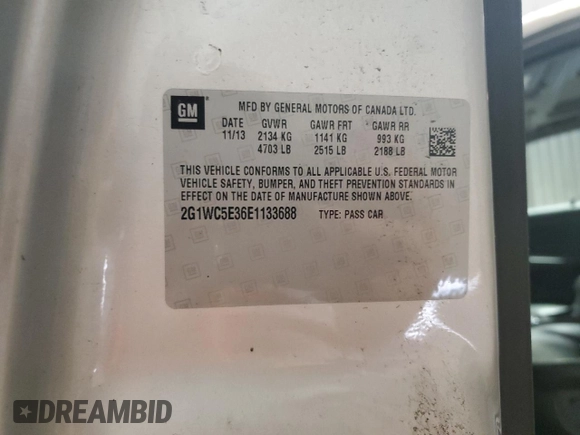 GM
MFD BY GENERAL MOTORS OF CANADA LTD.
DATE GVWR GAWR FRT GAWR RR
11/13 2134 KG 1141 KG 993 KG
4703 LB 2515 LB 2188 LB
THIS VEHICLE CONFORMS TO ALL APPLICABLE U.S. FEDERAL MOTOR
VEHICLE SAFETY, BUMPER, AND THEFT PREVENTION STANDARDS IN
EFFECT ON THE DATE OF MANUFACTURE SHOWN ABOVE.
2G1WC5E36E1133688 TYPE: PASS CAR
DREAMBID